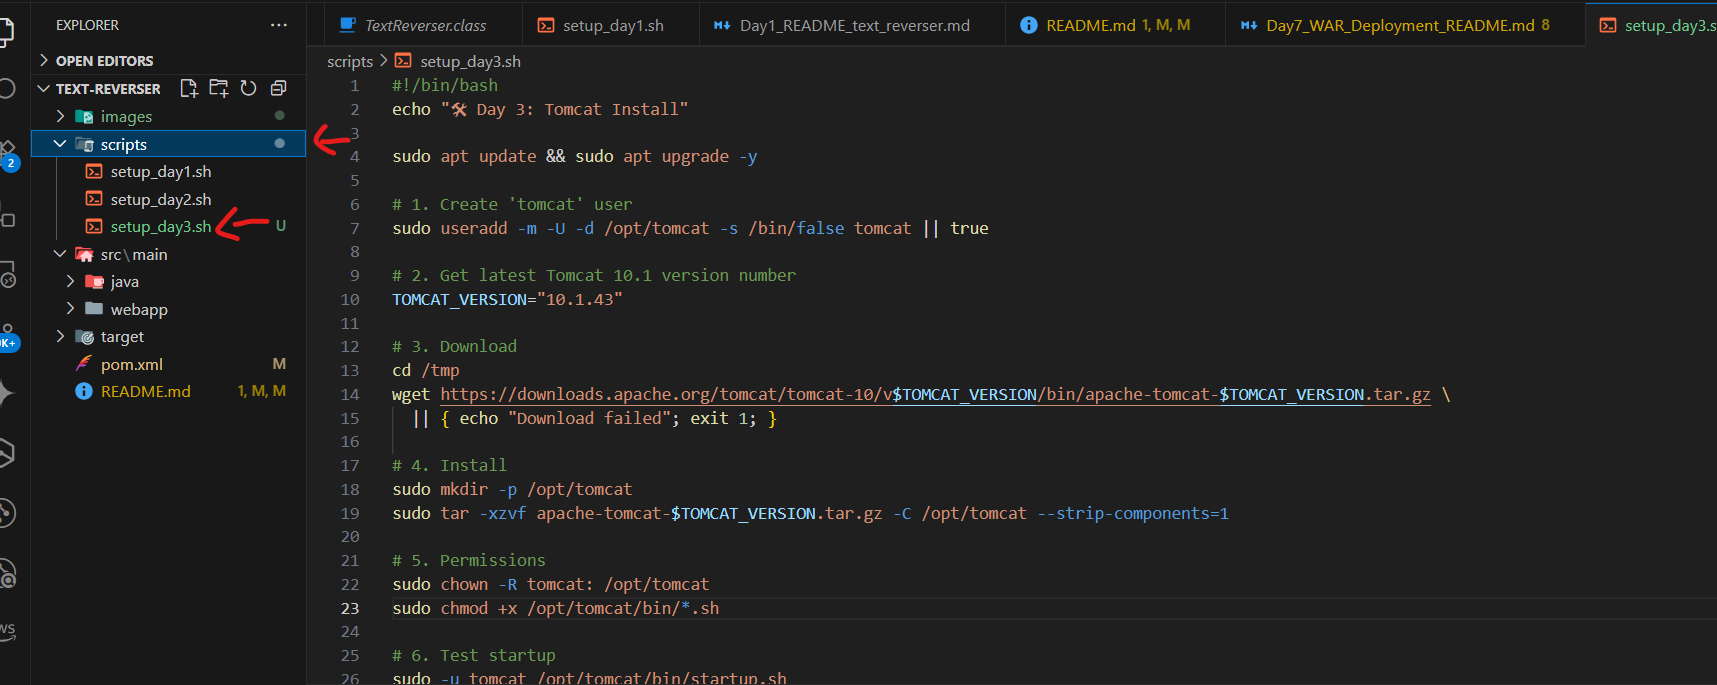 EXPLORER ...
OPEN EDITORS
TEXT-REVERSER
images
scripts
setup_day1.sh
setup_day2.sh
setup_day3.sh U
src\main
java
webapp
target
pom.xml M
README.md 1, M, M
2
K+
ws
TextReverser.class
setup_day1.sh
Day1_README_text_reverser.md
README.md 1, M, M
Day7_WAR_Deployment_README.md 8
setup_day3.s
scripts > setup_day3.sh
1 #!/bin/bash
2 echo "🛠 Day 3: Tomcat Install"
3
4 sudo apt update && sudo apt upgrade -y
5
6 # 1. Create 'tomcat' user
7 sudo useradd -m -U -d /opt/tomcat -s /bin/false tomcat || true
8
9 # 2. Get latest Tomcat 10.1 version number
10 TOMCAT_VERSION="10.1.43"
11
12 # 3. Download
13 cd /tmp
14 wget https://downloads.apache.org/tomcat/tomcat-10/v$TOMCAT_VERSION/bin/apache-tomcat-$TOMCAT_VERSION.tar.gz \
15 || { echo "Download failed"; exit 1; }
16
17 # 4. Install
18 sudo mkdir -p /opt/tomcat
19 sudo tar -xzvf apache-tomcat-$TOMCAT_VERSION.tar.gz -C /opt/tomcat --strip-components=1
20
21 # 5. Permissions
22 sudo chown -R tomcat: /opt/tomcat
23 sudo chmod +x /opt/tomcat/bin/*.sh
24
25 # 6. Test startup
26 sudo -u tomcat /opt/tomcat/bin/startup.sh